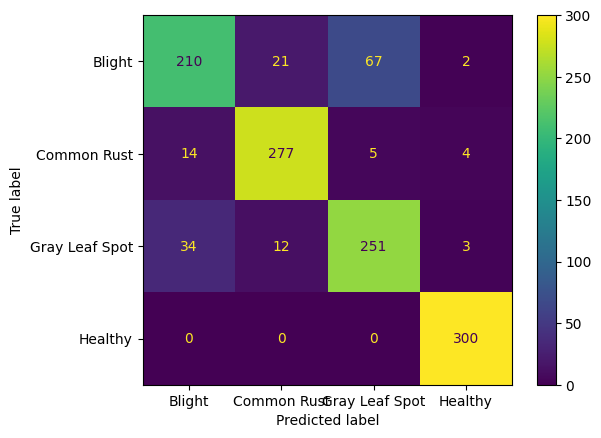 300
Blight 210 21 67 2
250
200
Common Rust 14 277 5 4
150
Gray Leaf Spot 34 12 251 3
100
50
Healthy 0 0 0 300
0
Blight Common Rust Gray Leaf Spot Healthy
Predicted label
True label